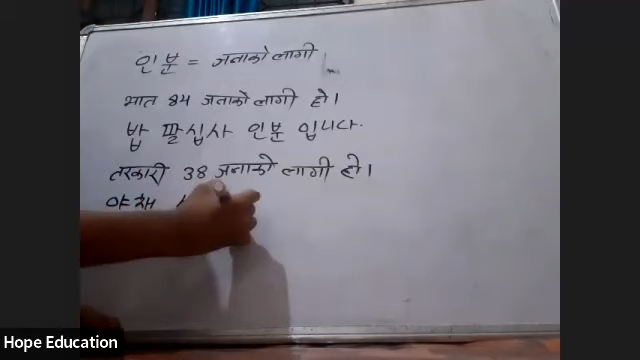 인분 = जनाको लागी
भात 84 जनाको लागी हो।
밥 팔십사 인분 입니다.
तरकारी 38 जनाको लागी हो।
야채
Hope Education